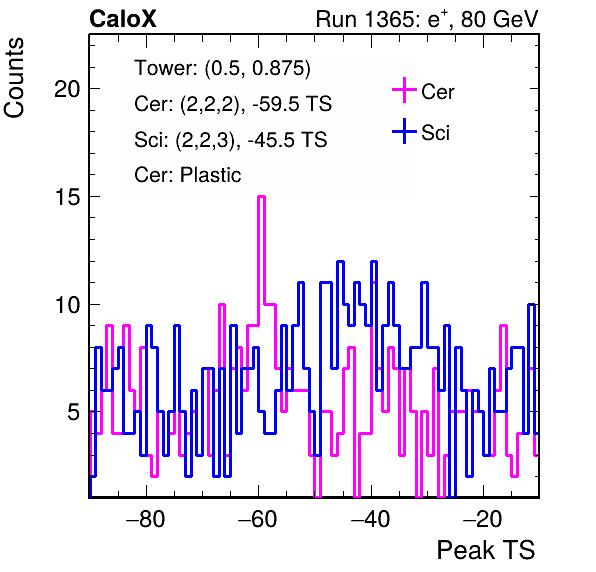 CaloX Run 1365: e⁺, 80 GeV
Counts
Tower: (0.5, 0.875)
Cer: (2,2,2), -59.5 TS
Sci: (2,2,3), -45.5 TS
Cer: Plastic
Cer
Sci
20
15
10
5
−80 −60 −40 −20
Peak TS